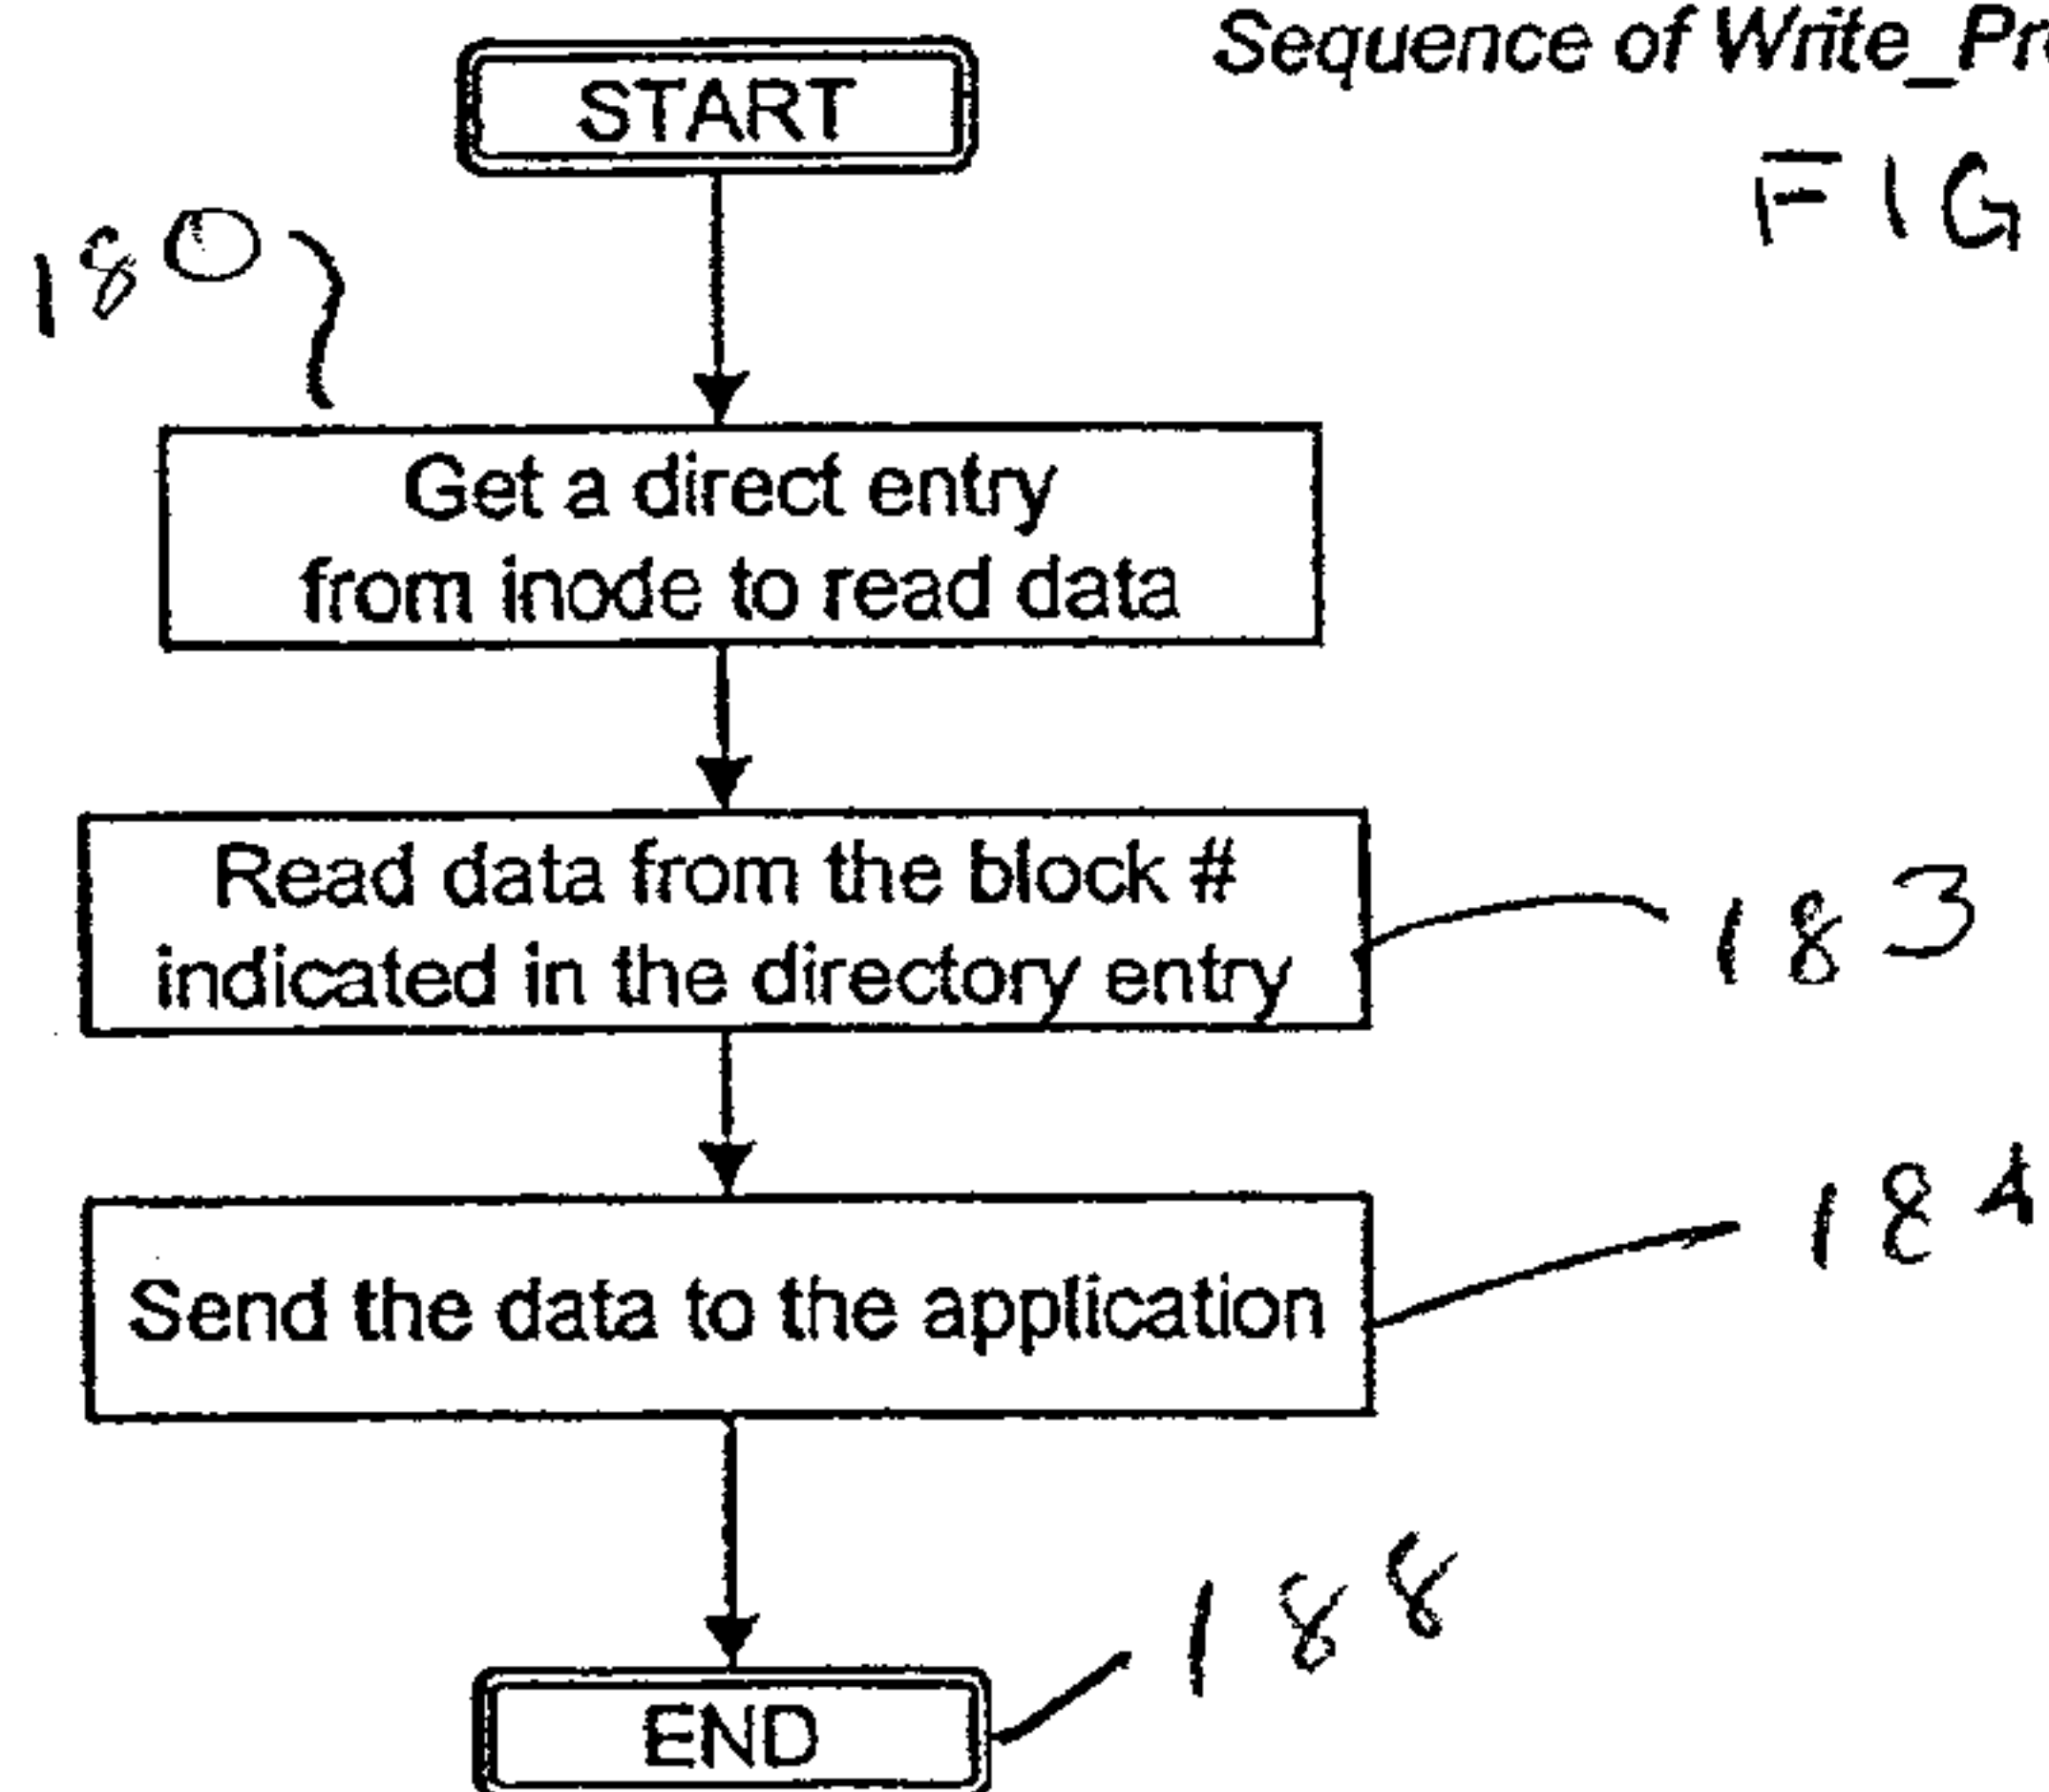 Sequence of Write_Pr
FIG
START
180
Get a direct entry
from inode to read data
Read data from the block #
indicated in the directory entry
183
Send the data to the application
188
END